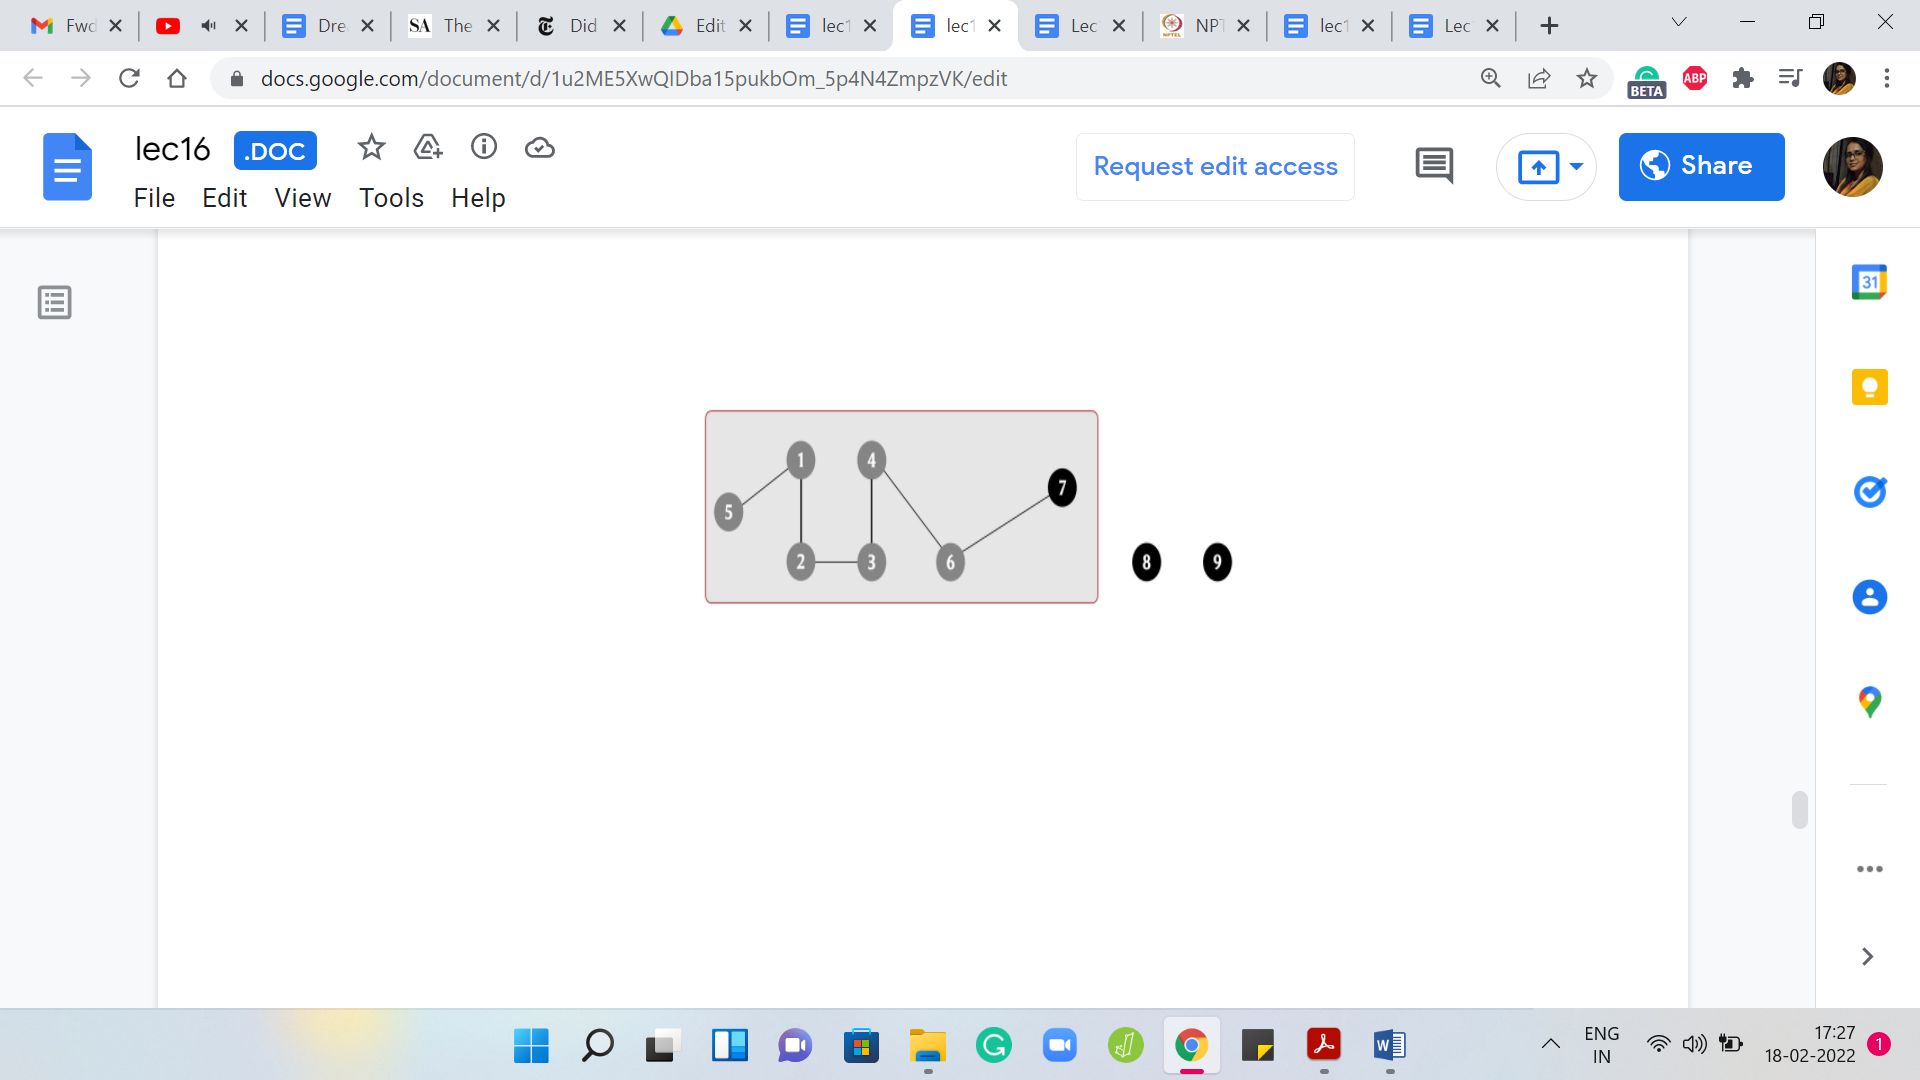 Fwd Dre SA The Did Edit lec1 lec1 Lec NPT lec1 Lec
docs.google.com/document/d/1u2ME5XwQIDba15pukbOm_5p4N4ZmpzVK/edit
BETA ABP
lec16 .DOC
File Edit View Tools Help
Request edit access
Share
31
1 4
7
5
2 3 6 8 9
ENG
IN
17:27
18-02-2022
1